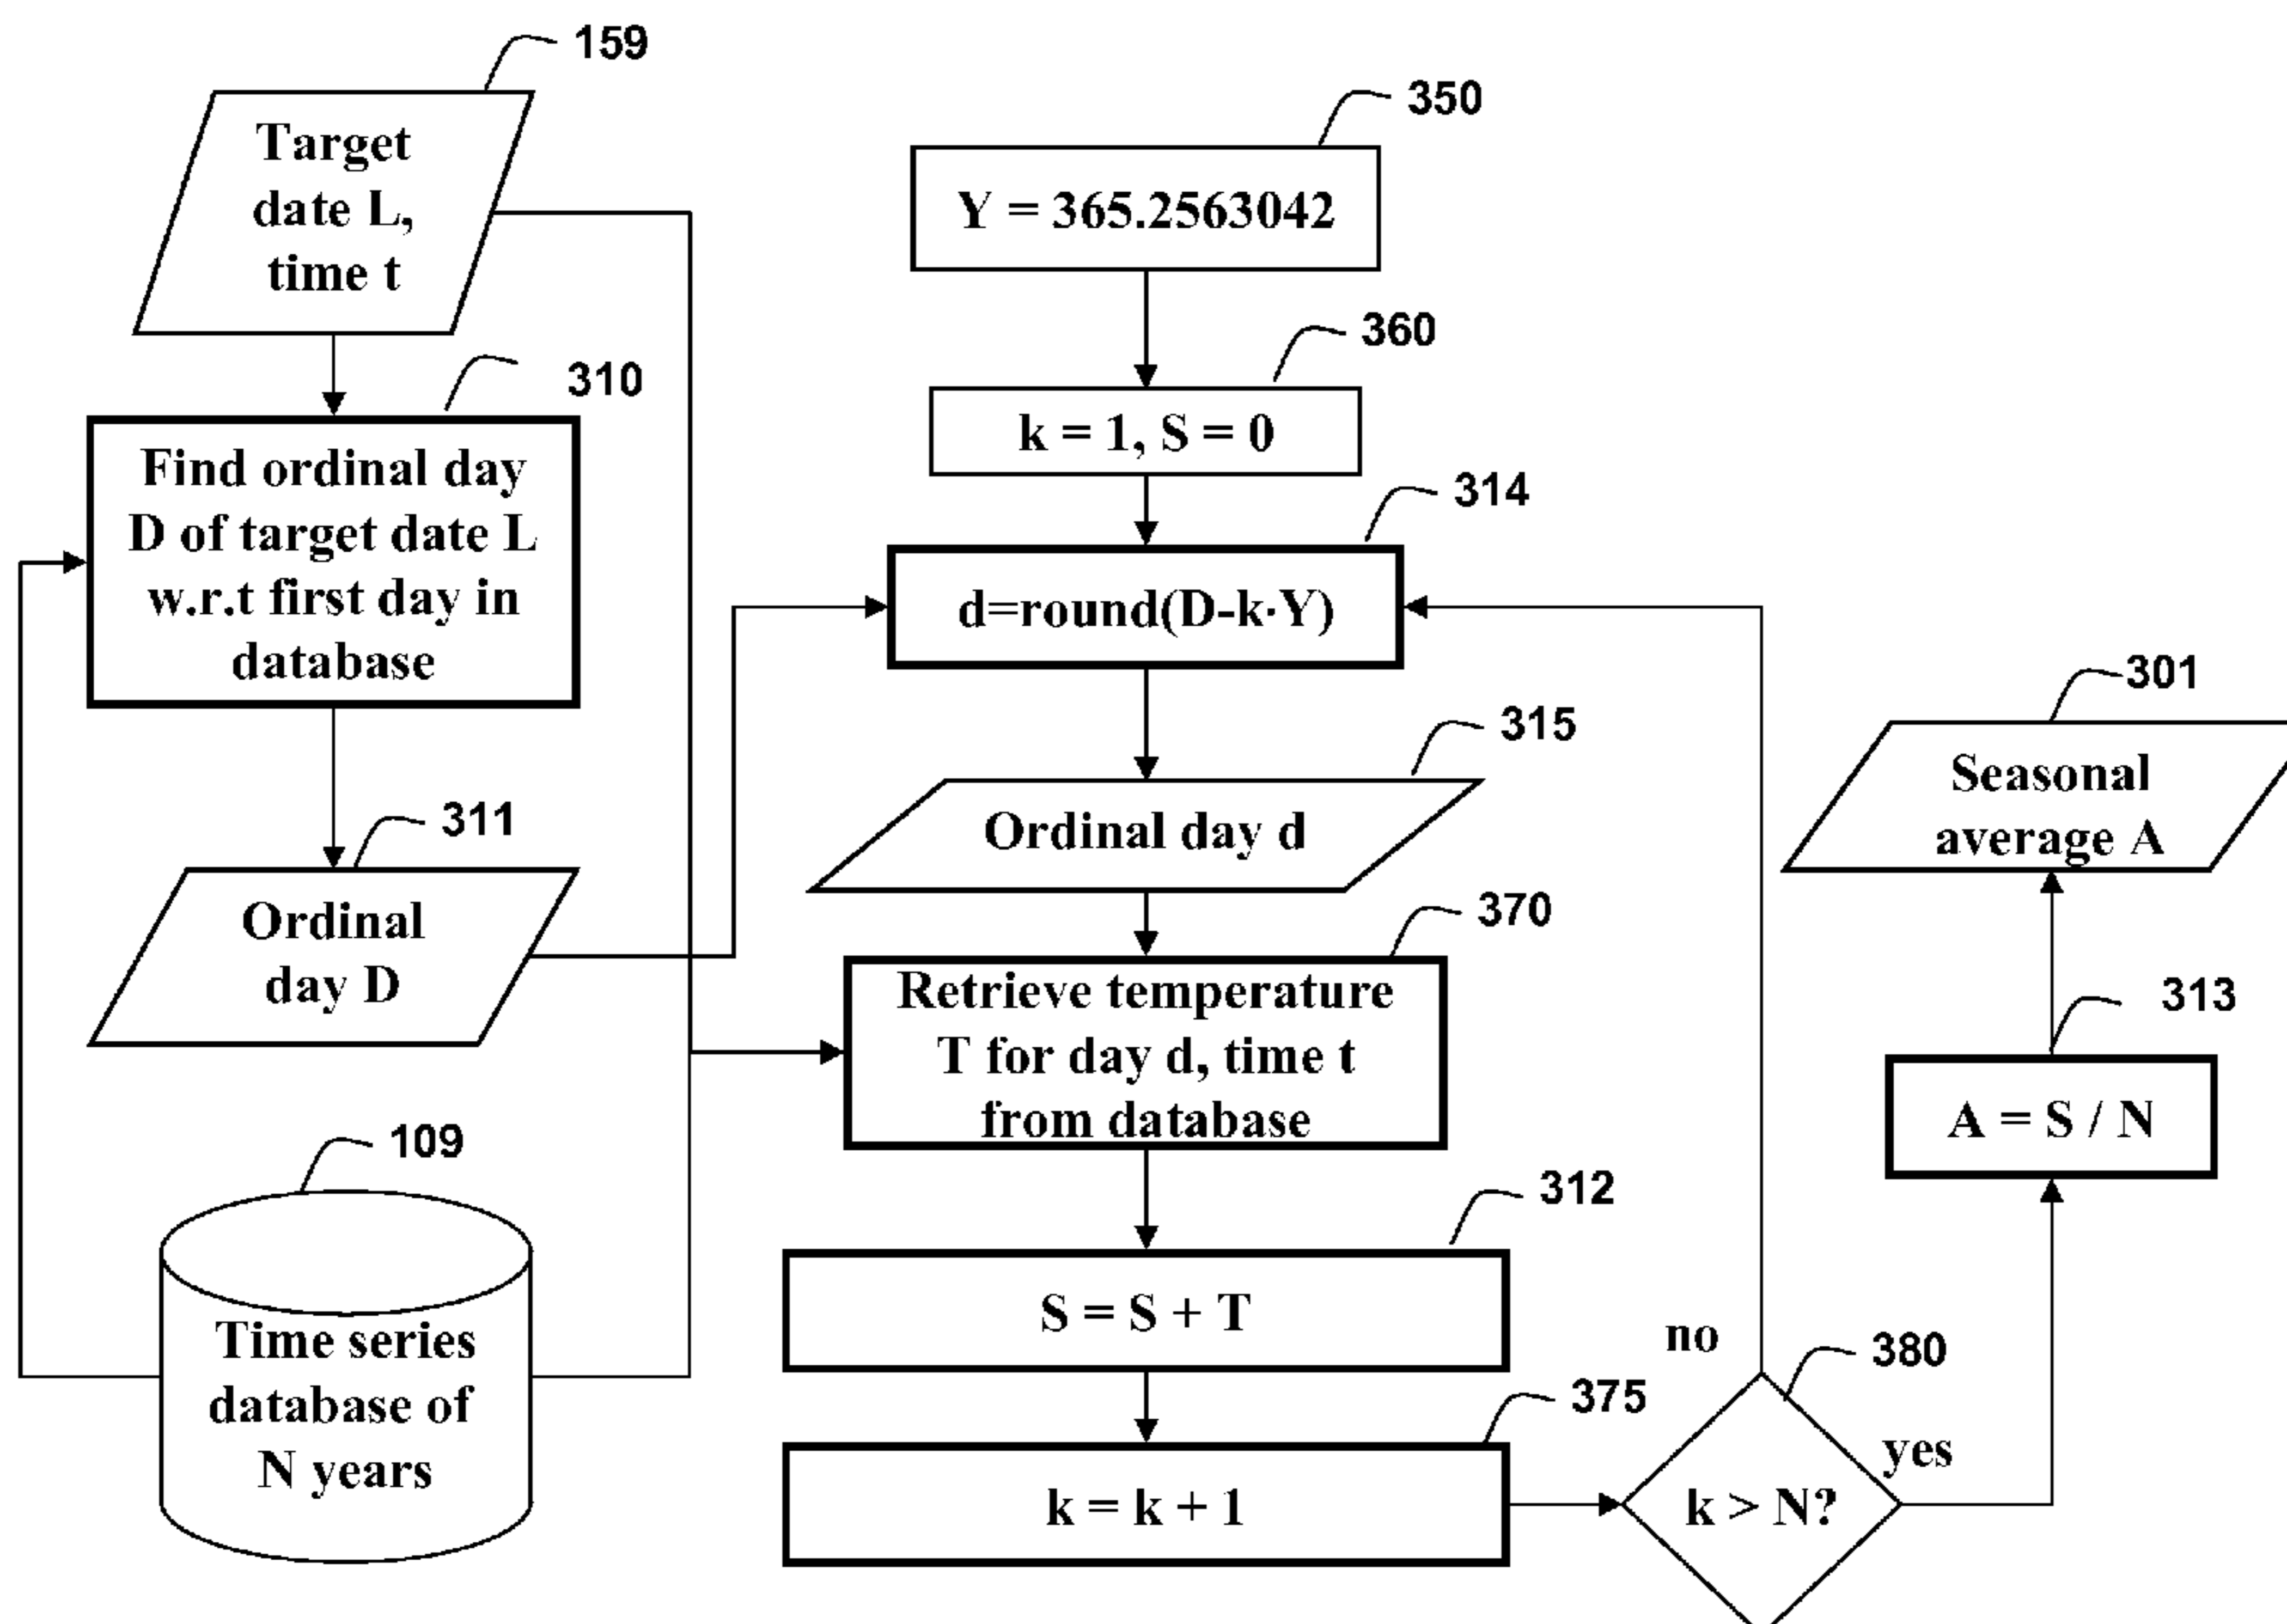 159
Target
date L,
time t
310
Find ordinal day
D of target date L
w.r.t first day in
database
311
Ordinal
day D
109
Time series
database of
N years
350
Y = 365.2563042
360
k = 1, S = 0
314
d=round(D-k·Y)
315
Ordinal day d
370
Retrieve temperature
T for day d, time t
from database
312
S = S + T
375
k = k + 1
380
k > N?
no
yes
313
A = S / N
301
Seasonal
average A